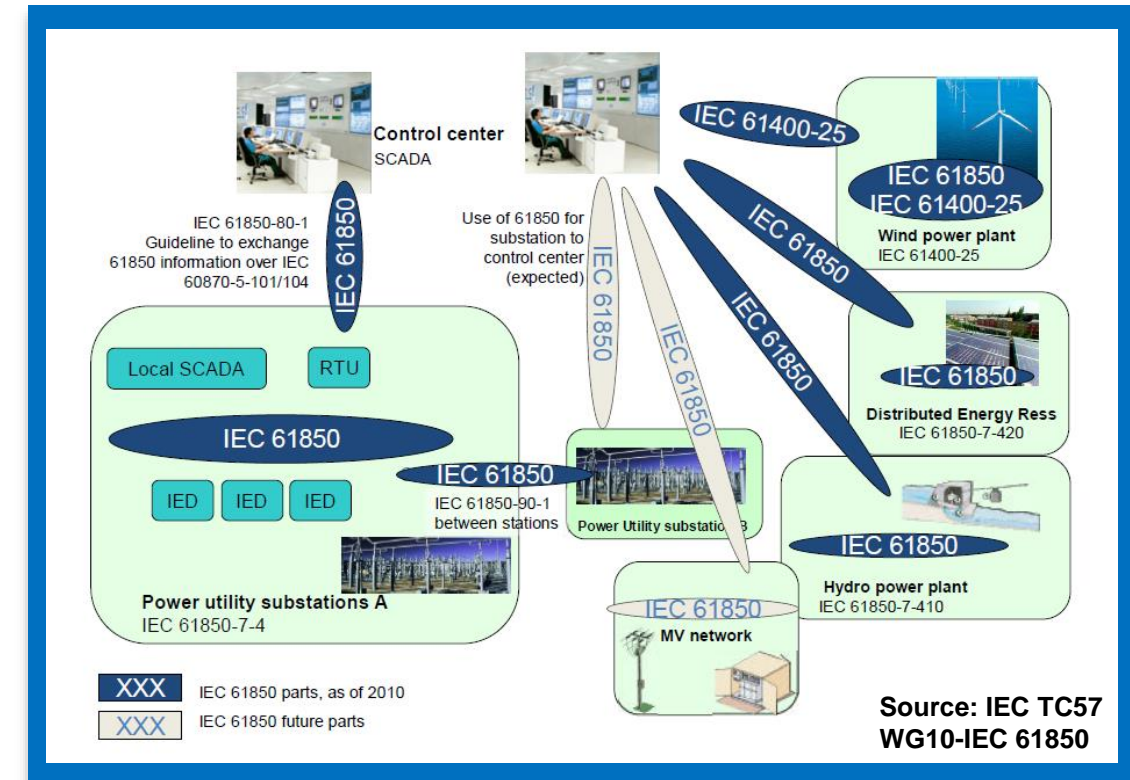 Control center
SCADA
IEC 61850-80-1
Guideline to exchange
61850 information over IEC
60870-5-101/104
IEC 61850
Use of 61850 for
substation to
control center
(expected)
IEC 61850
IEC 61850
IEC 61400-25
IEC 61850
IEC 61850
IEC 61850
IEC 61400-25
Wind power plant
IEC 61400-25
IEC 61850
Distributed Energy Ress
IEC 61850-7-420
IEC 61850
Hydro power plant
IEC 61850-7-410
Local SCADA
RTU
IEC 61850
IED
IED
IED
Power utility substations A
IEC 61850-7-4
IEC 61850
IEC 61850-90-1
between stations
Power Utility substation B
IEC 61850
MV network
XXX
IEC 61850 parts, as of 2010
XXX
IEC 61850 future parts
Source: IEC TC57
WG10-IEC 61850